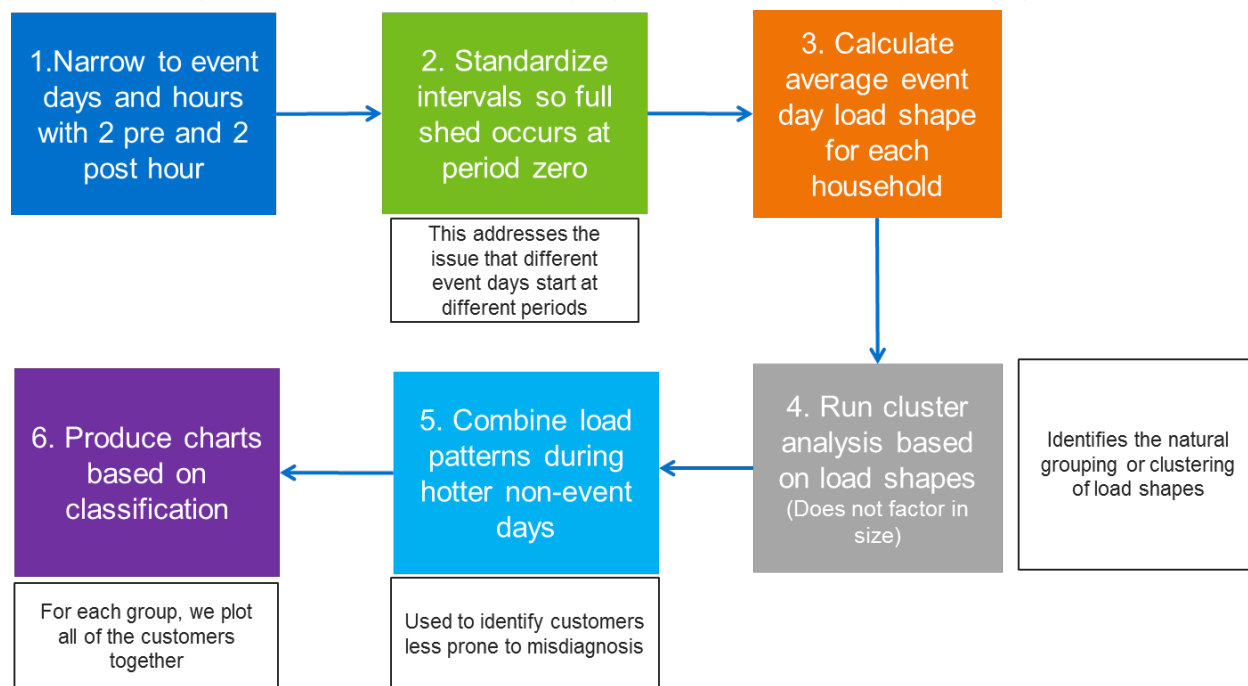 1.Narrow to event
days and hours
with 2 pre and 2
post hour
2. Standardize
intervals so full
shed occurs at
period zero
This addresses the
issue that different
event days start at
different periods
3. Calculate
average event
day load shape
for each
household
4. Run cluster
analysis based
on load shapes
(Does not factor in
size)
Identifies the natural
grouping or clustering
of load shapes
5. Combine load
patterns during
hotter non-event
days
Used to identify customers
less prone to misdiagnosis
6. Produce charts
based on
classification
For each group, we plot
all of the customers
together